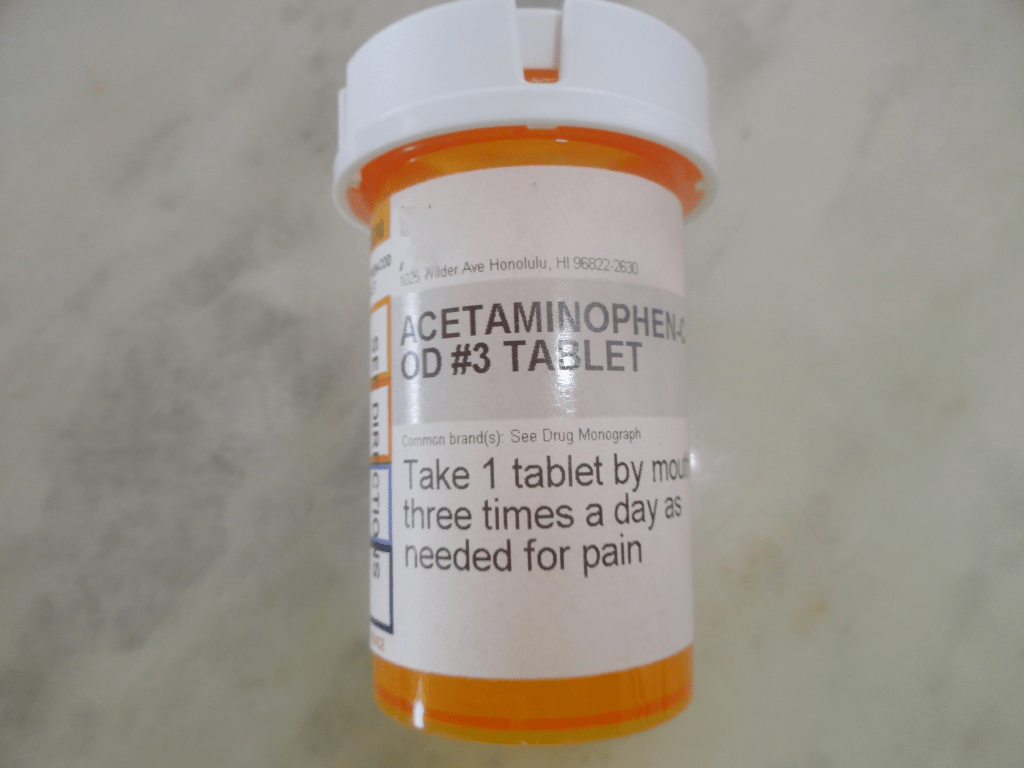 1025 Wilder Ave Honolulu, HI 96822-2630
ACETAMINOPHEN-C
OD #3 TABLET
Common brand(s): See Drug Monograph
Take 1 tablet by mou
three times a day as
needed for pain